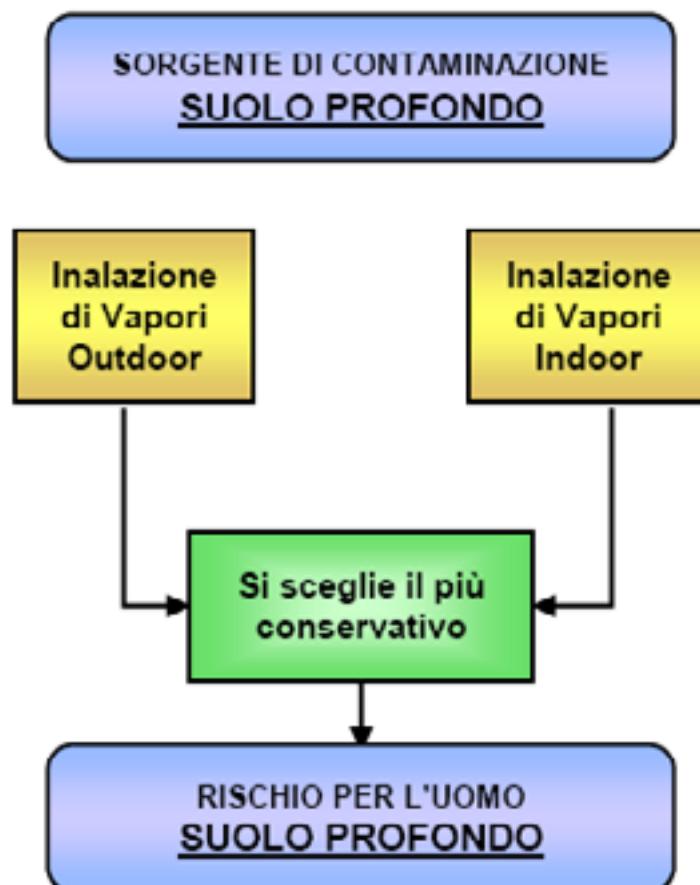 SORGENTE DI CONTAMINAZIONE
SUOLO PROFONDO
Inalazione
di Vapori
Outdoor
Inalazione
di Vapori
Indoor
Si sceglie il più
conservativo
RISCHIO PER L'UOMO
SUOLO PROFONDO